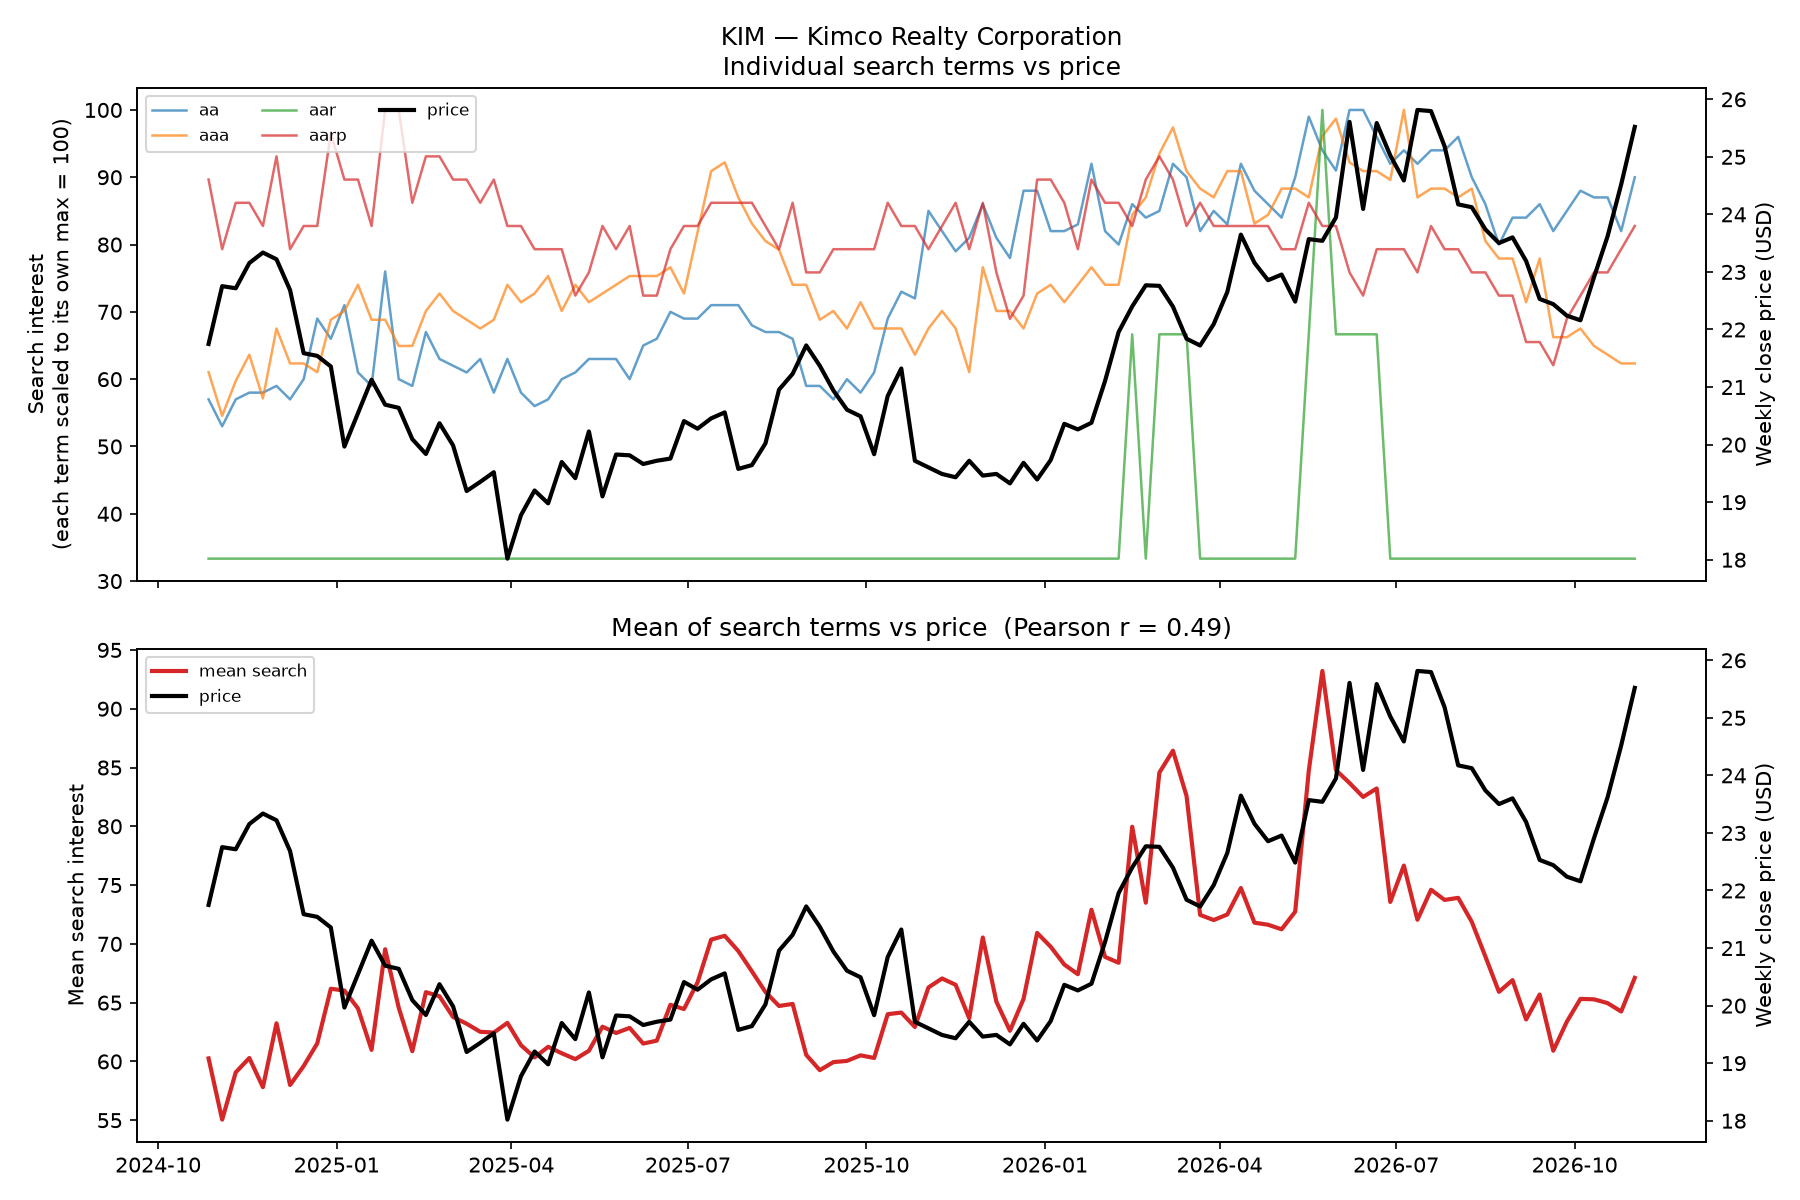 KIM — Kimco Realty Corporation
Individual search terms vs price
aa
aaa
aar
aarp
price
Search interest
(each term scaled to its own max = 100)
100
90
80
70
60
50
40
30
Weekly close price (USD)
26
25
24
23
22
21
20
19
18
Mean of search terms vs price (Pearson r = 0.49)
mean search
price
Mean search interest
95
90
85
80
75
70
65
60
55
Weekly close price (USD)
26
25
24
23
22
21
20
19
18
2024-10
2025-01
2025-04
2025-07
2025-10
2026-01
2026-04
2026-07
2026-10